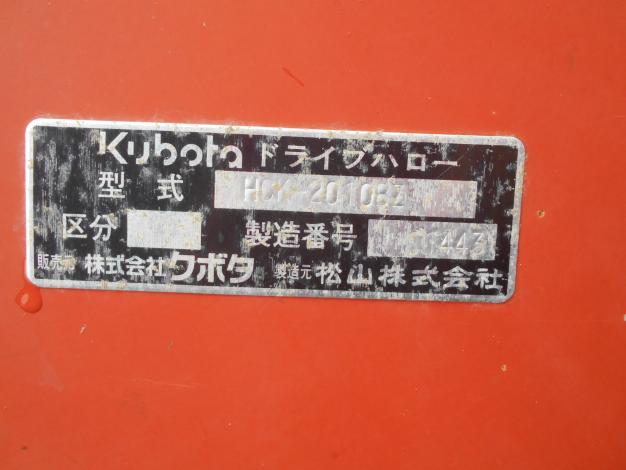 Kubota ドライブハロー
型式
区分 製造番号 443
販売元 株式会社クボタ 製造元 松山株式会社